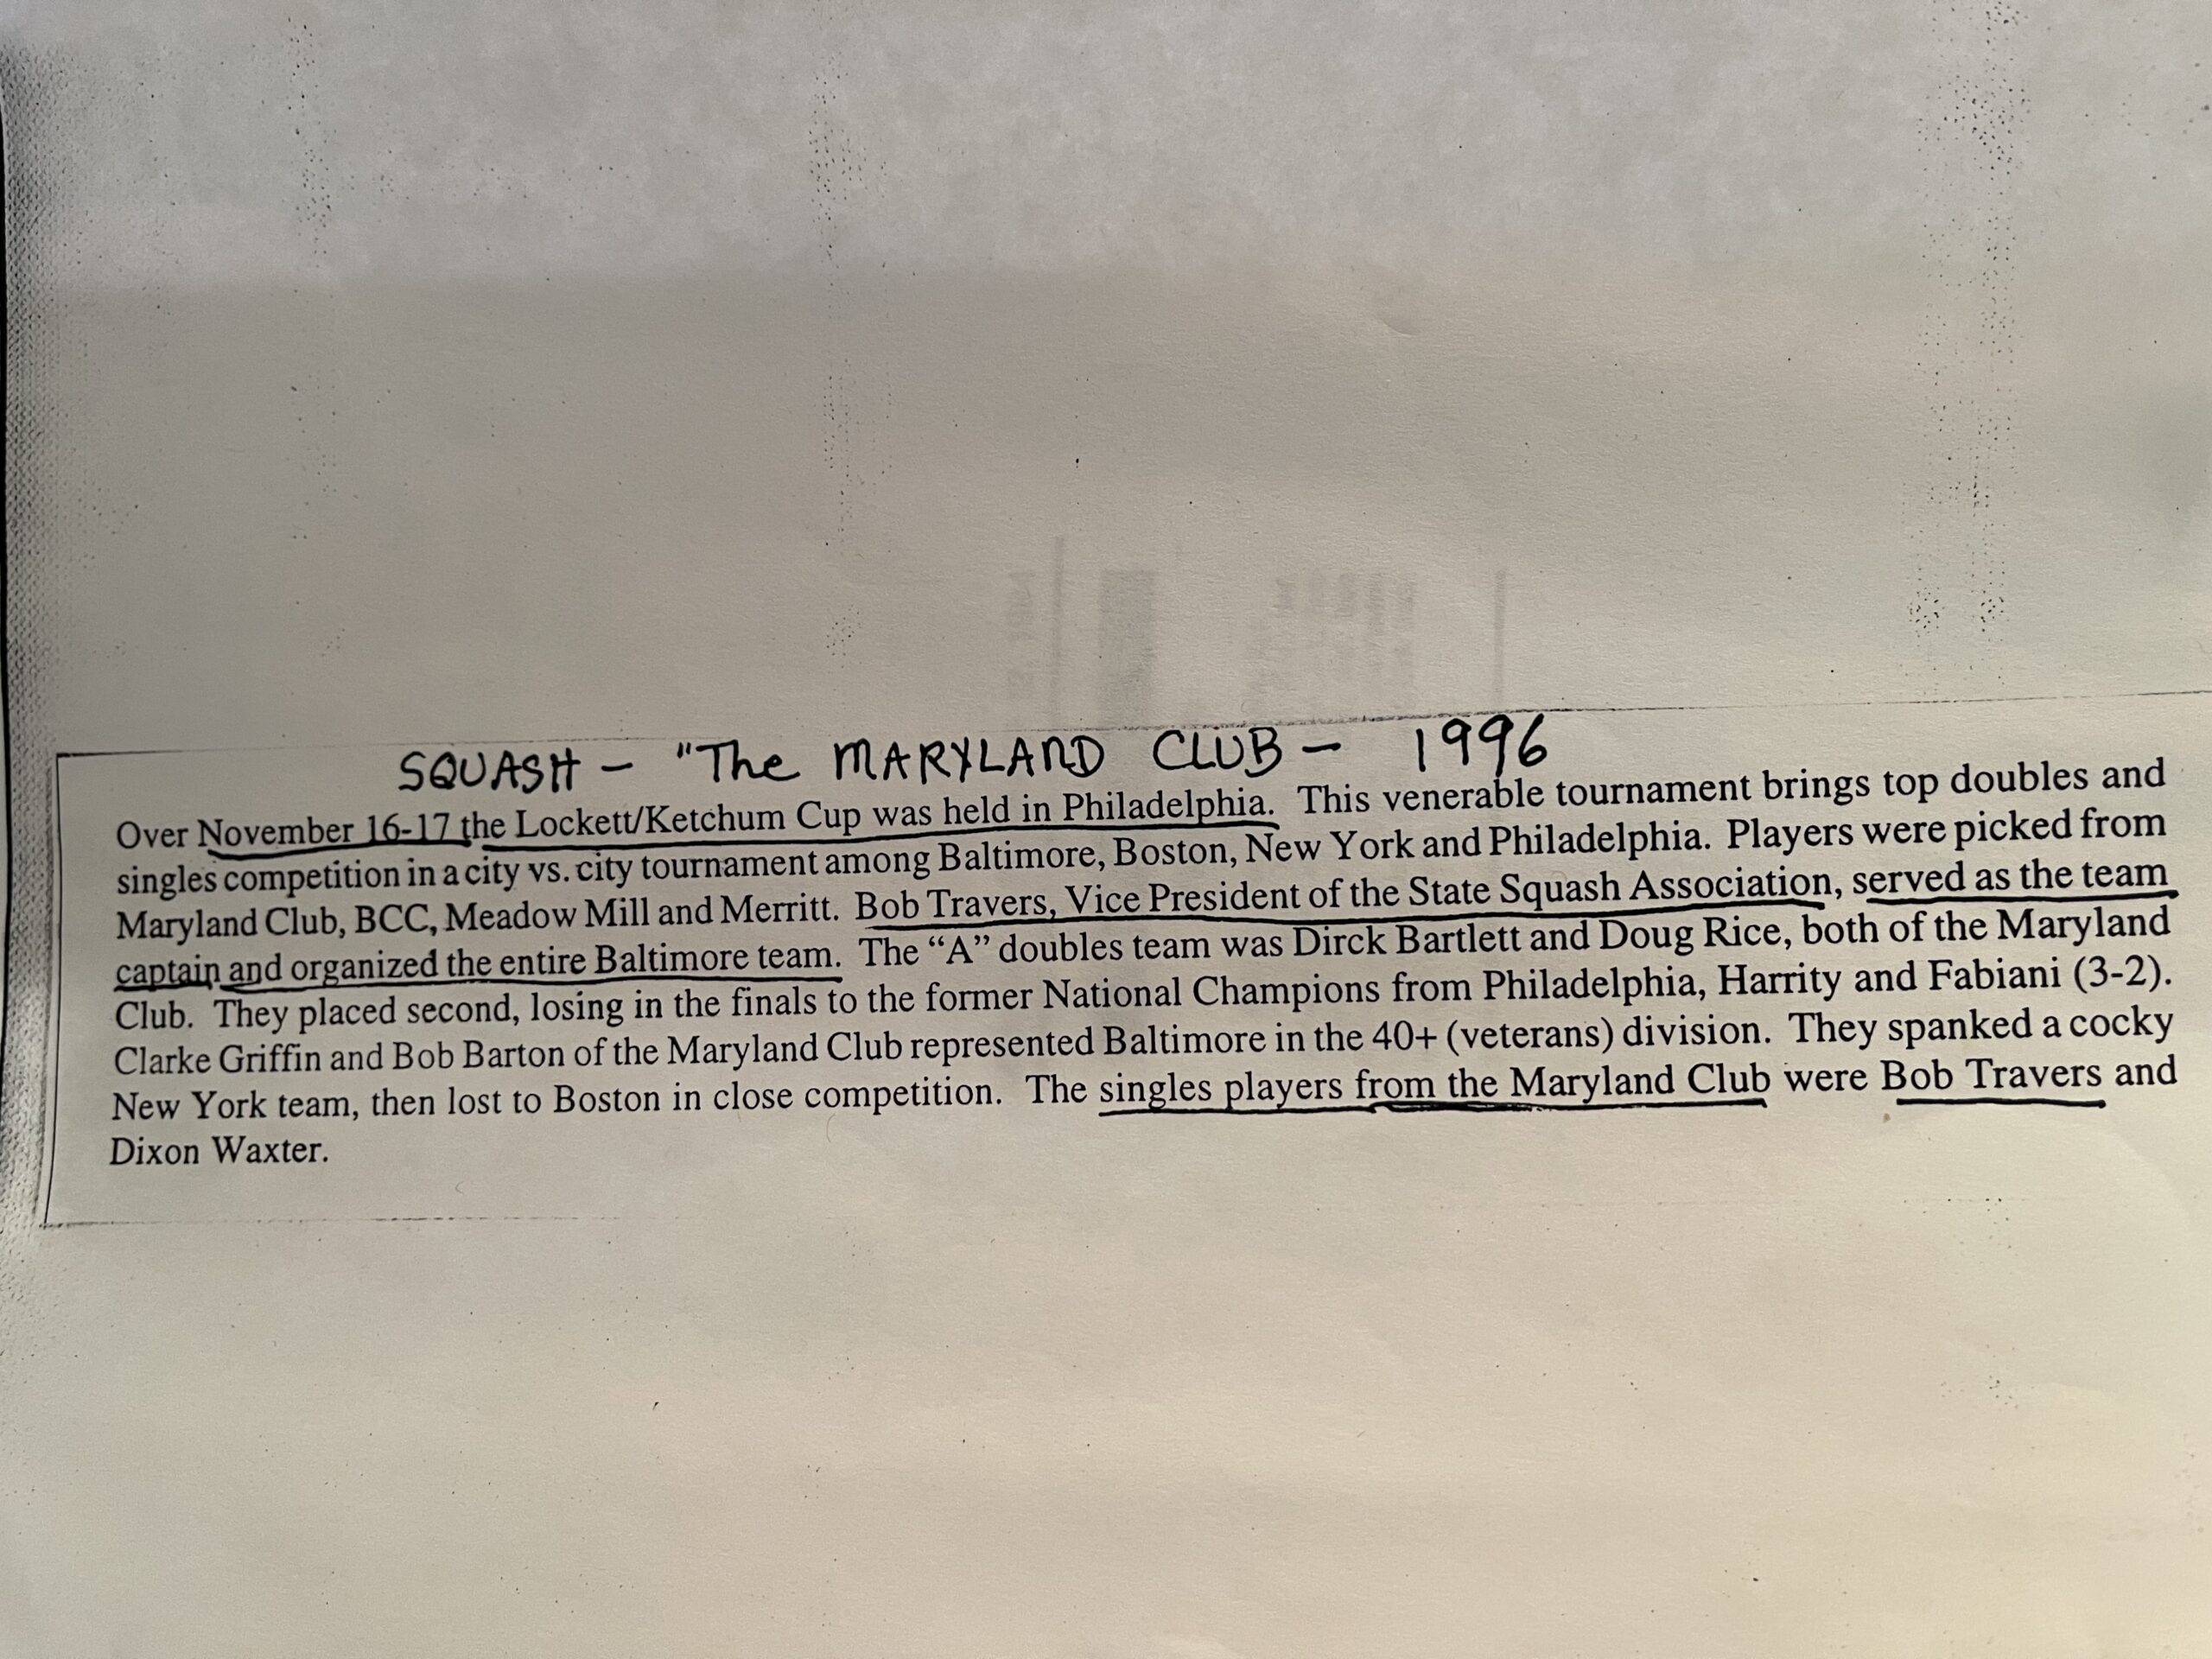 SQUASH - "The MARYLAND CLUB - 1996
Over November 16-17 the Lockett/Ketchum Cup was held in Philadelphia. This venerable tournament brings top doubles and
singles competition in a city vs. city tournament among Baltimore, Boston, New York and Philadelphia. Players were picked from
Maryland Club, BCC, Meadow Mill and Merritt. Bob Travers, Vice President of the State Squash Association, served as the team
captain and organized the entire Baltimore team. The “A” doubles team was Dirck Bartlett and Doug Rice, both of the Maryland
Club. They placed second, losing in the finals to the former National Champions from Philadelphia, Harrity and Fabiani (3-2).
Clarke Griffin and Bob Barton of the Maryland Club represented Baltimore in the 40+ (veterans) division. They spanked a cocky
New York team, then lost to Boston in close competition. The singles players from the Maryland Club were Bob Travers and
Dixon Waxter.